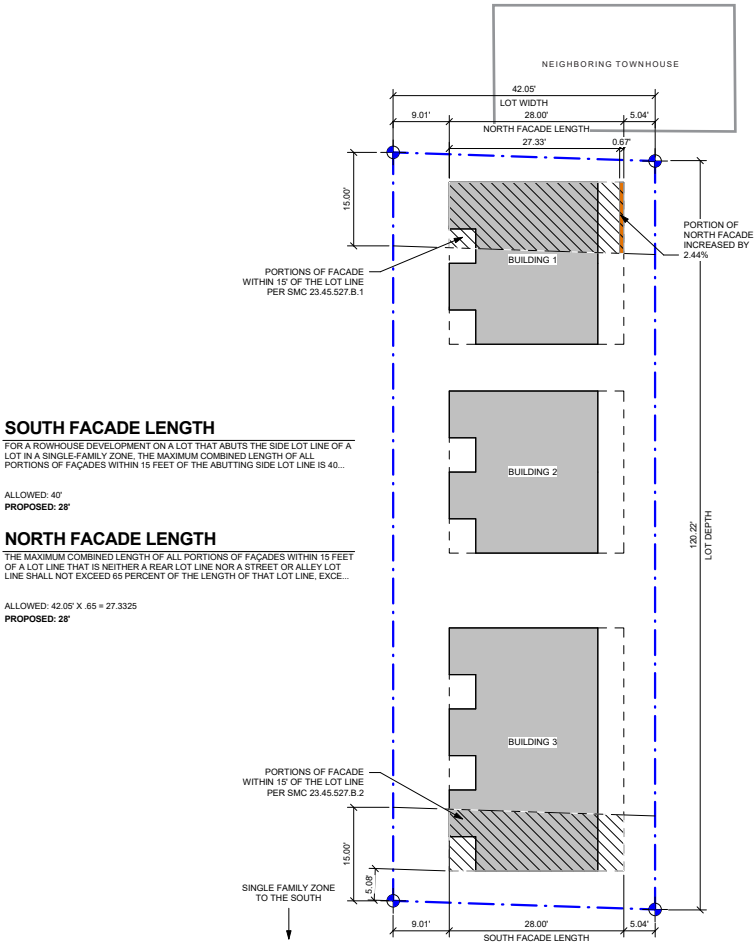 NEIGHBORING TOWNHOUSE
42.05'
LOT WIDTH
9.01'
28.00'
5.04'
NORTH FACADE LENGTH
27.33'
0.67'
15.00'
PORTION OF
NORTH FACADE
INCREASED BY
2.44%
BUILDING 1
PORTIONS OF FACADE
WITHIN 15' OF THE LOT LINE
PER SMC 23.45.527.B.1
SOUTH FACADE LENGTH
FOR A ROWHOUSE DEVELOPMENT ON A LOT THAT ABUTS THE SIDE LOT LINE OF A
LOT IN A SINGLE-FAMILY ZONE, THE MAXIMUM COMBINED LENGTH OF ALL
PORTIONS OF FAÇADES WITHIN 15 FEET OF THE ABUTTING SIDE LOT LINE IS 40...
ALLOWED: 40'
PROPOSED: 28'
NORTH FACADE LENGTH
THE MAXIMUM COMBINED LENGTH OF ALL PORTIONS OF FAÇADES WITHIN 15 FEET
OF A LOT LINE THAT IS NEITHER A REAR LOT LINE NOR A STREET OR ALLEY LOT
LINE SHALL NOT EXCEED 65 PERCENT OF THE LENGTH OF THAT LOT LINE, EXCE...
ALLOWED: 42.05' X .65 = 27.3325
PROPOSED: 28'
BUILDING 2
120.22'
LOT DEPTH
BUILDING 3
PORTIONS OF FACADE
WITHIN 15' OF THE LOT LINE
PER SMC 23.45.527.B.2
15.00'
5.08'
SINGLE FAMILY ZONE
TO THE SOUTH
9.01'
28.00'
5.04'
SOUTH FACADE LENGTH